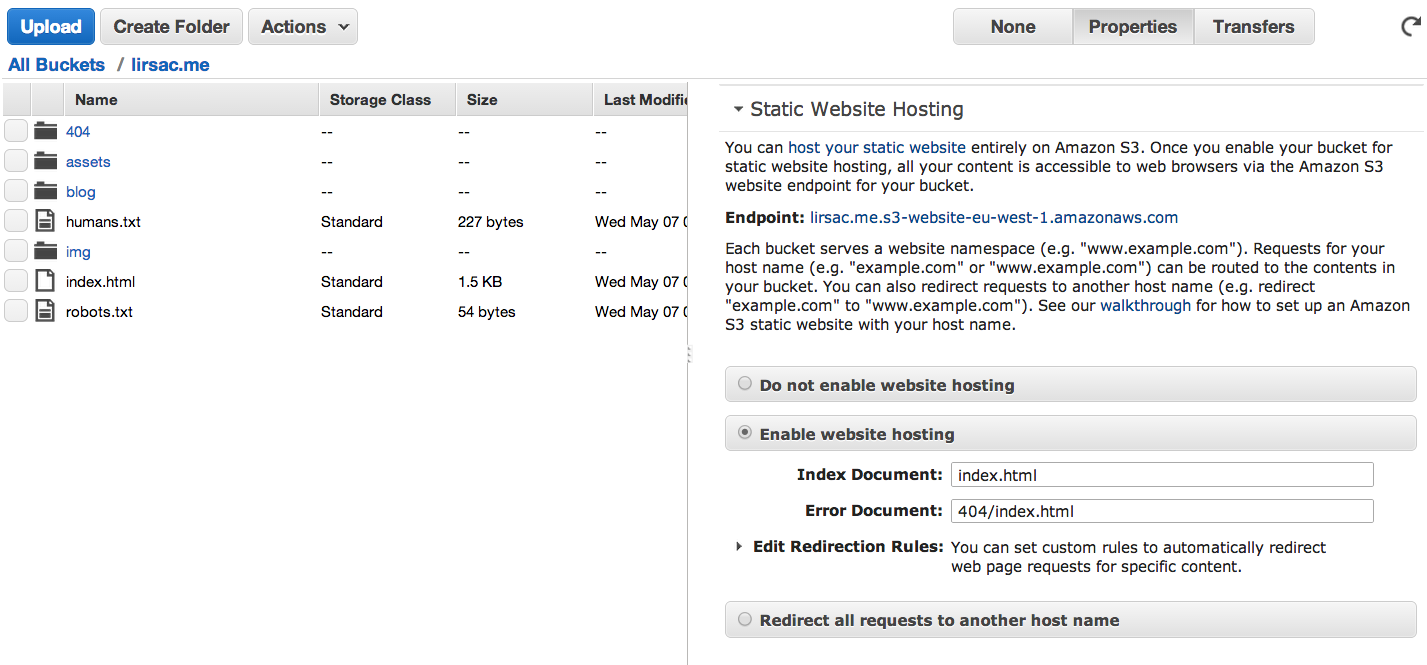 Upload Create Folder Actions None Properties Transfers
All Buckets / lirsac.me
Name Storage Class Size Last Modifie
404 -- -- --
assets -- -- --
blog -- -- --
humans.txt Standard 227 bytes Wed May 07 0
img -- -- --
index.html Standard 1.5 KB Wed May 07 0
robots.txt Standard 54 bytes Wed May 07 0
Static Website Hosting
You can host your static website entirely on Amazon S3. Once you enable your bucket for
static website hosting, all your content is accessible to web browsers via the Amazon S3
website endpoint for your bucket.
Endpoint: lirsac.me.s3-website-eu-west-1.amazonaws.com
Each bucket serves a website namespace (e.g. "www.example.com"). Requests for your
host name (e.g. "example.com" or "www.example.com") can be routed to the contents in
your bucket. You can also redirect requests to another host name (e.g. redirect
"example.com" to "www.example.com"). See our walkthrough for how to set up an Amazon
S3 static website with your host name.
Do not enable website hosting
Enable website hosting
Index Document: index.html
Error Document: 404/index.html
Edit Redirection Rules: You can set custom rules to automatically redirect
web page requests for specific content.
Redirect all requests to another host name